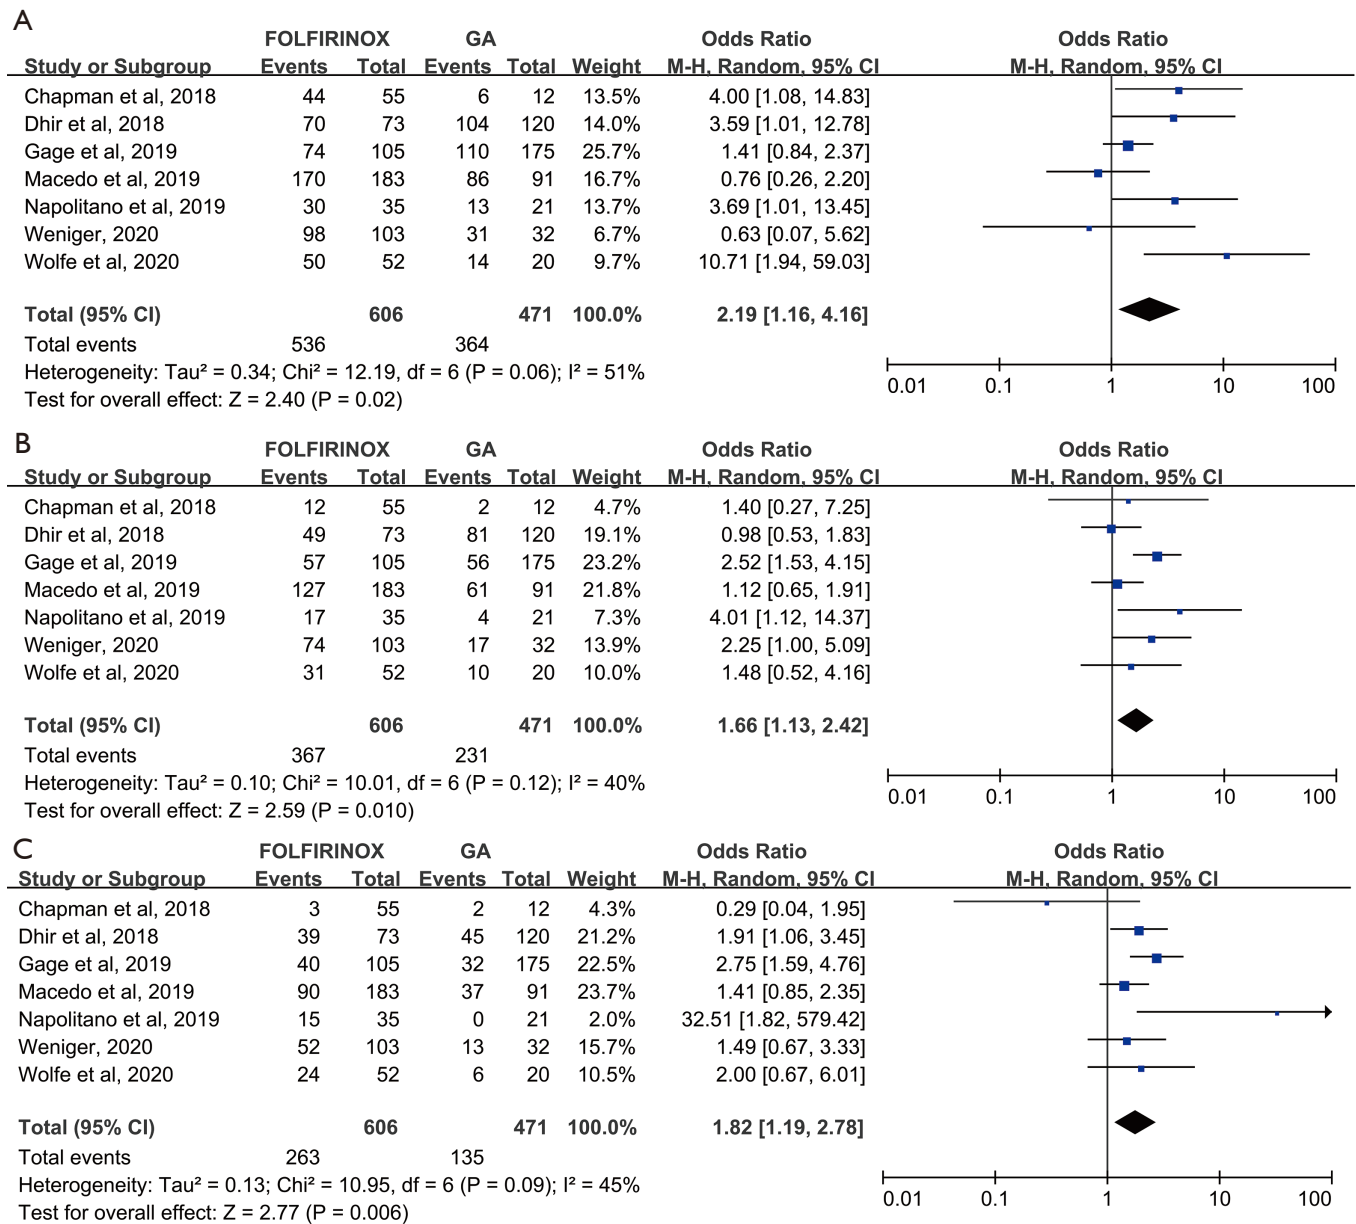 A
FOLFIRINOX GA Odds Ratio Odds Ratio
Study or Subgroup Events Total Events Total Weight M-H, Random, 95% CI M-H, Random, 95% CI
Chapman et al, 2018 44 55 6 12 13.5% 4.00 [1.08, 14.83]
Dhir et al, 2018 70 73 104 120 14.0% 3.59 [1.01, 12.78]
Gage et al, 2019 74 105 110 175 25.7% 1.41 [0.84, 2.37]
Macedo et al, 2019 170 183 86 91 16.7% 0.76 [0.26, 2.20]
Napolitano et al, 2019 30 35 13 21 13.7% 3.69 [1.01, 13.45]
Weniger, 2020 98 103 31 32 6.7% 0.63 [0.07, 5.62]
Wolfe et al, 2020 50 52 14 20 9.7% 10.71 [1.94, 59.03]
Total (95% CI) 606 471 100.0% 2.19 [1.16, 4.16]
Total events 536 364
Heterogeneity: Tau² = 0.34; Chi² = 12.19, df = 6 (P = 0.06); I² = 51%
Test for overall effect: Z = 2.40 (P = 0.02)
0.01 0.1 1 10 100
B
FOLFIRINOX GA Odds Ratio Odds Ratio
Study or Subgroup Events Total Events Total Weight M-H, Random, 95% CI M-H, Random, 95% CI
Chapman et al, 2018 12 55 2 12 4.7% 1.40 [0.27, 7.25]
Dhir et al, 2018 49 73 81 120 19.1% 0.98 [0.53, 1.83]
Gage et al, 2019 57 105 56 175 23.2% 2.52 [1.53, 4.15]
Macedo et al, 2019 127 183 61 91 21.8% 1.12 [0.65, 1.91]
Napolitano et al, 2019 17 35 4 21 7.3% 4.01 [1.12, 14.37]
Weniger, 2020 74 103 17 32 13.9% 2.25 [1.00, 5.09]
Wolfe et al, 2020 31 52 10 20 10.0% 1.48 [0.52, 4.16]
Total (95% CI) 606 471 100.0% 1.66 [1.13, 2.42]
Total events 367 231
Heterogeneity: Tau² = 0.10; Chi² = 10.01, df = 6 (P = 0.12); I² = 40%
Test for overall effect: Z = 2.59 (P = 0.010)
0.01 0.1 1 10 100
C
FOLFIRINOX GA Odds Ratio Odds Ratio
Study or Subgroup Events Total Events Total Weight M-H, Random, 95% CI M-H, Random, 95% CI
Chapman et al, 2018 3 55 2 12 4.3% 0.29 [0.04, 1.95]
Dhir et al, 2018 39 73 45 120 21.2% 1.91 [1.06, 3.45]
Gage et al, 2019 40 105 32 175 22.5% 2.75 [1.59, 4.76]
Macedo et al, 2019 90 183 37 91 23.7% 1.41 [0.85, 2.35]
Napolitano et al, 2019 15 35 0 21 2.0% 32.51 [1.82, 579.42]
Weniger, 2020 52 103 13 32 15.7% 1.49 [0.67, 3.33]
Wolfe et al, 2020 24 52 6 20 10.5% 2.00 [0.67, 6.01]
Total (95% CI) 606 471 100.0% 1.82 [1.19, 2.78]
Total events 263 135
Heterogeneity: Tau² = 0.13; Chi² = 10.95, df = 6 (P = 0.09); I² = 45%
Test for overall effect: Z = 2.77 (P = 0.006)
0.01 0.1 1 10 100